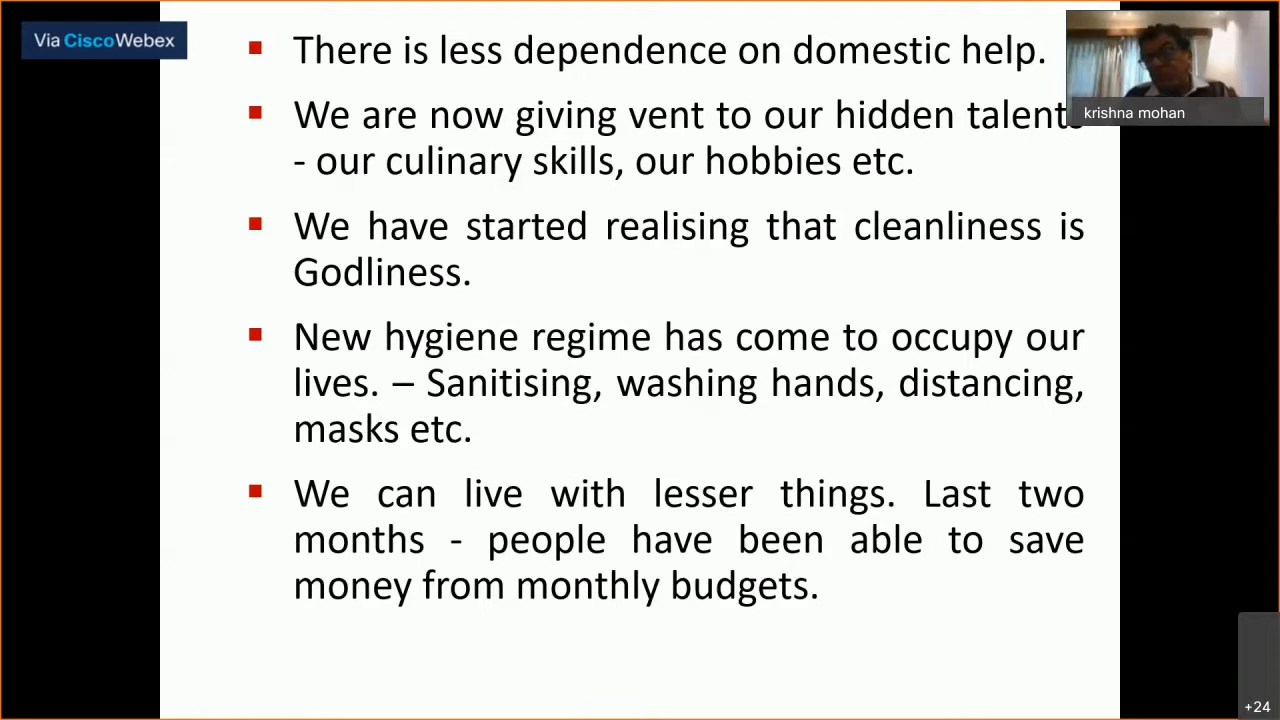 Via CiscoWebex
There is less dependence on domestic help.
krishna mohan
We are now giving vent to our hidden talents
- our culinary skills, our hobbies etc.
We have started realising that cleanliness is
Godliness.
New hygiene regime has come to occupy our
lives. – Sanitising, washing hands, distancing,
masks etc.
We can live with lesser things. Last two
months - people have been able to save
money from monthly budgets.
+24